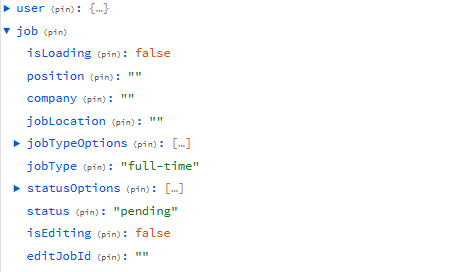 ▶ user (pin): {…}
▼ job (pin)
isLoading (pin): false
position (pin): ""
company (pin): ""
jobLocation (pin): ""
▶ jobTypeOptions (pin): […]
jobType (pin): "full-time"
▶ statusOptions (pin): […]
status (pin): "pending"
isEditing (pin): false
editJobId (pin): ""